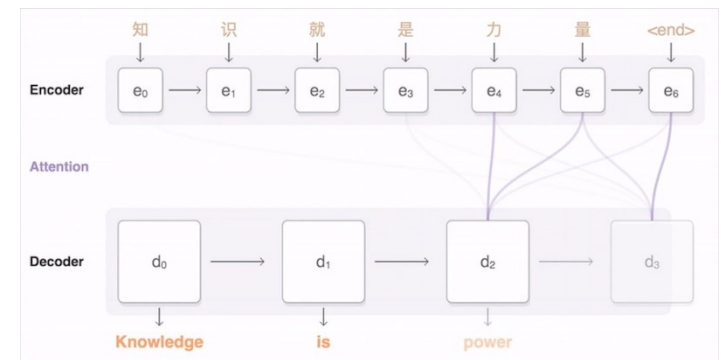 知 识 就 是 力 量 <end>
Encoder e₀ e₁ e₂ e₃ e₄ e₅ e₆
Attention
Decoder d₀ d₁ d₂ d₃
Knowledge is power